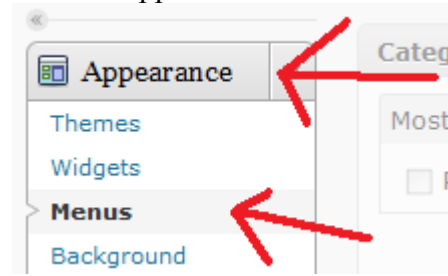 Appearance
Categ
Themes
Most
Widgets
Menus
Background